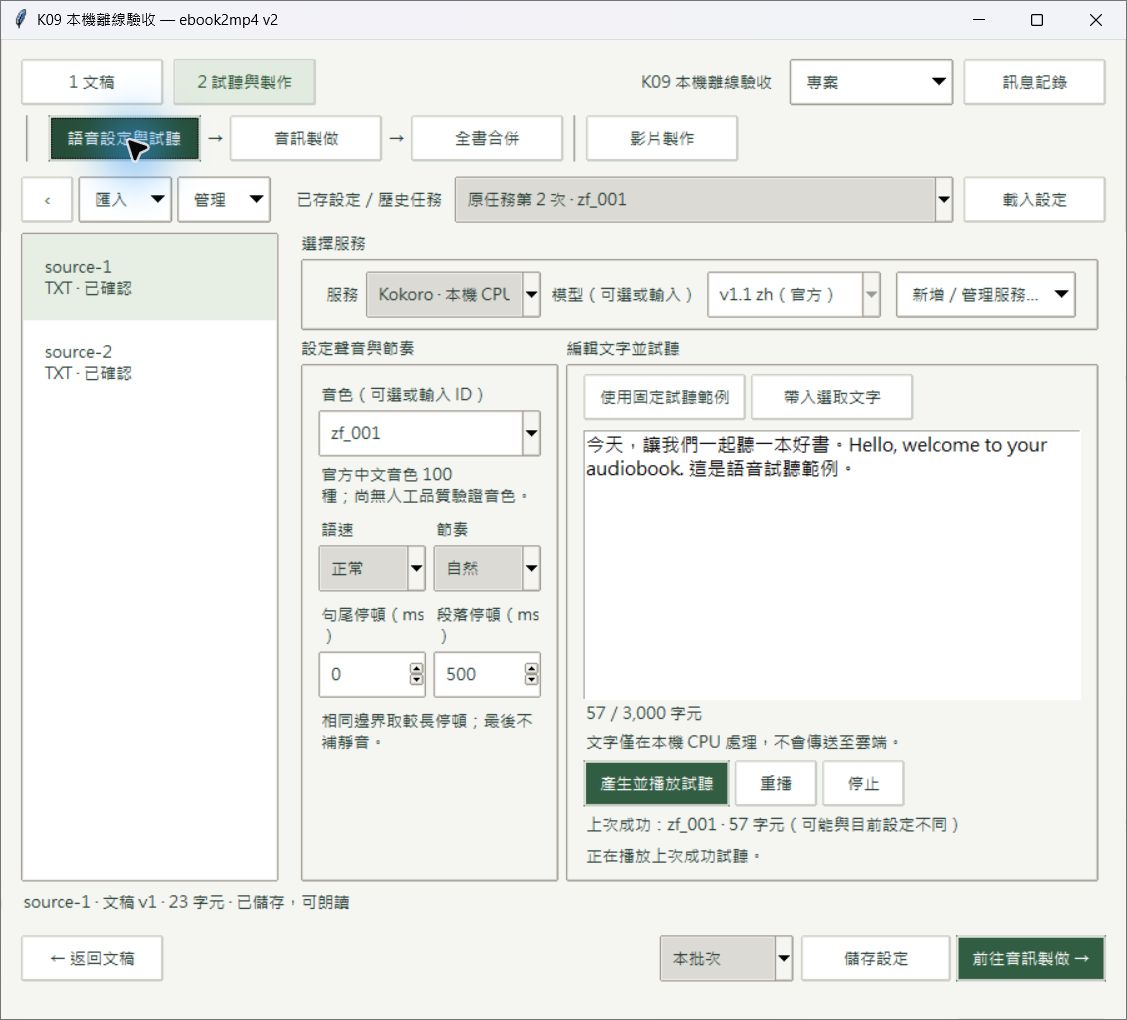 K09 本機離線驗收 — ebook2mp4 v2
1 文稿
2 試聽與製作
K09 本機離線驗收
專案
訊息記錄
語音設定與試聽
→
音訊製做
→
全書合併
影片製作
‹
匯入
管理
已存設定 / 歷史任務
原任務第 2 次 · zf_001
載入設定
source-1
TXT · 已確認
source-2
TXT · 已確認
選擇服務
服務
Kokoro · 本機 CPU
模型（可選或輸入）
v1.1 zh（官方）
新增 / 管理服務...
設定聲音與節奏
音色（可選或輸入 ID）
zf_001
官方中文音色 100
種；尚無人工品質驗證音色。
語速
節奏
正常
自然
句尾停頓（ms
）
段落停頓（ms
）
0
500
相同邊界取較長停頓；最後不
補靜音。
編輯文字並試聽
使用固定試聽範例
帶入選取文字
今天，讓我們一起聽一本好書。Hello, welcome to your
audiobook. 這是語音試聽範例。
57 / 3,000 字元
文字僅在本機 CPU 處理，不會傳送至雲端。
產生並播放試聽
重播
停止
上次成功：zf_001 · 57 字元（可能與目前設定不同）
正在播放上次成功試聽。
source-1 · 文稿 v1 · 23 字元 · 已儲存，可朗讀
← 返回文稿
本批次
儲存設定
前往音訊製做 →